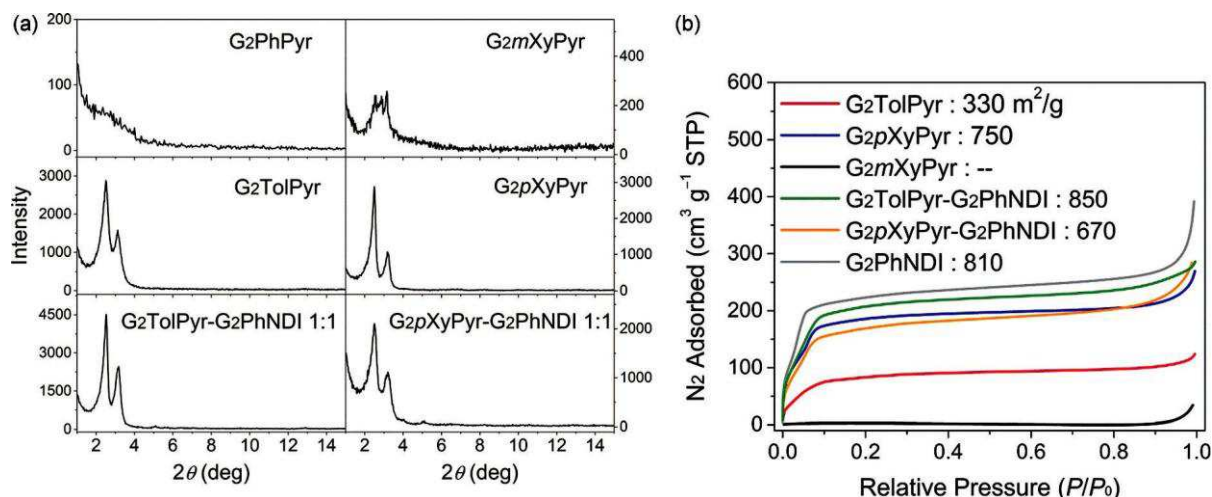 (a)
200
100
50
0
G2PhPyr
G2mXyPyr
400
200
0
3000
2000
1000
0
G2TolPyr
G2pXyPyr
3000
2000
1000
0
4500
3000
1500
0
G2TolPyr-G2PhNDI 1:1
G2pXyPyr-G2PhNDI 1:1
2000
1000
0
Intensity
2 4 6 8 10 12 14
2 4 6 8 10 12 14
2θ (deg)
2θ (deg)
(b)
600
500
400
300
200
100
0
N2 Adsorbed (cm3 g−1 STP)
G2TolPyr : 330 m2/g
G2pXyPyr : 750
G2mXyPyr : --
G2TolPyr-G2PhNDI : 850
G2pXyPyr-G2PhNDI : 670
G2PhNDI : 810
0.0 0.2 0.4 0.6 0.8 1.0
Relative Pressure (P/P0)